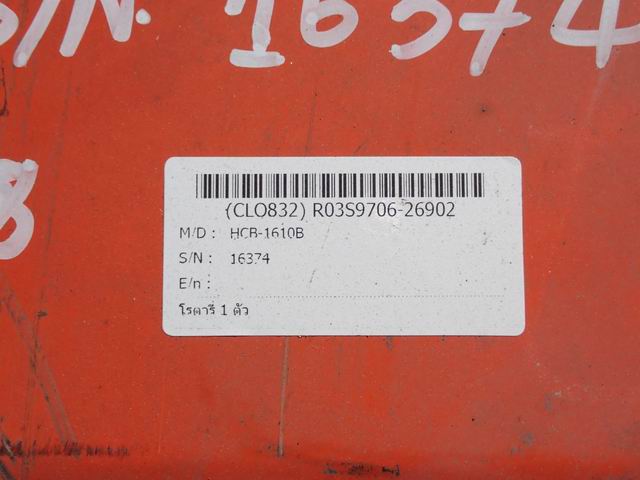 S/N. 16374
8
(CLO832) R03S9706-26902
M/D : HCB-1610B
S/N : 16374
E/n :
โรตารี่ 1 ตัว